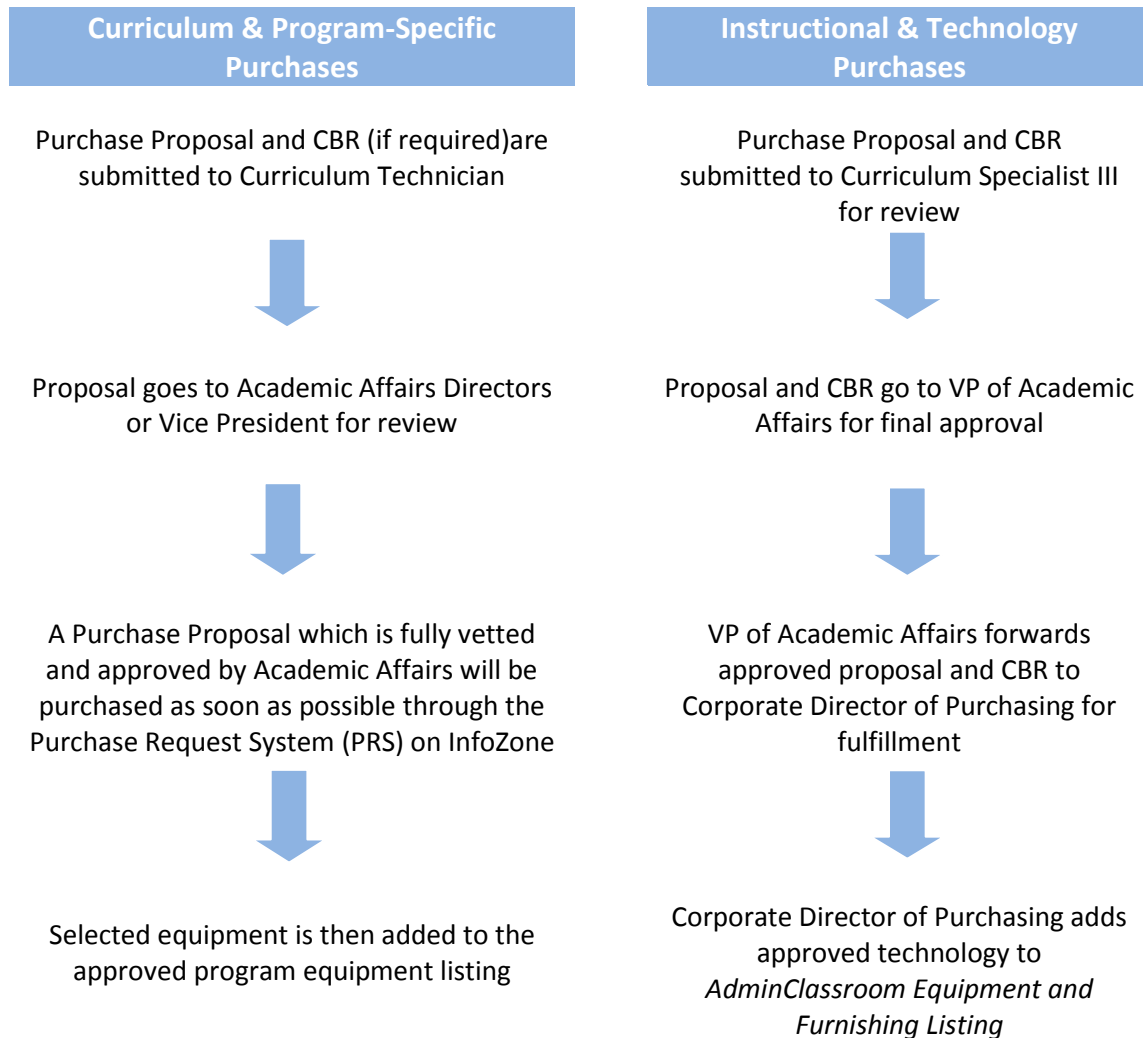 Curriculum & Program-Specific
Purchases
Purchase Proposal and CBR (if required)are
submitted to Curriculum Technician
Proposal goes to Academic Affairs Directors
or Vice President for review
A Purchase Proposal which is fully vetted
and approved by Academic Affairs will be
purchased as soon as possible through the
Purchase Request System (PRS) on InfoZone
Selected equipment is then added to the
approved program equipment listing
Instructional & Technology
Purchases
Purchase Proposal and CBR
submitted to Curriculum Specialist III
for review
Proposal and CBR go to VP of Academic
Affairs for final approval
VP of Academic Affairs forwards
approved proposal and CBR to
Corporate Director of Purchasing for
fulfillment
Corporate Director of Purchasing adds
approved technology to
AdminClassroom Equipment and
Furnishing Listing